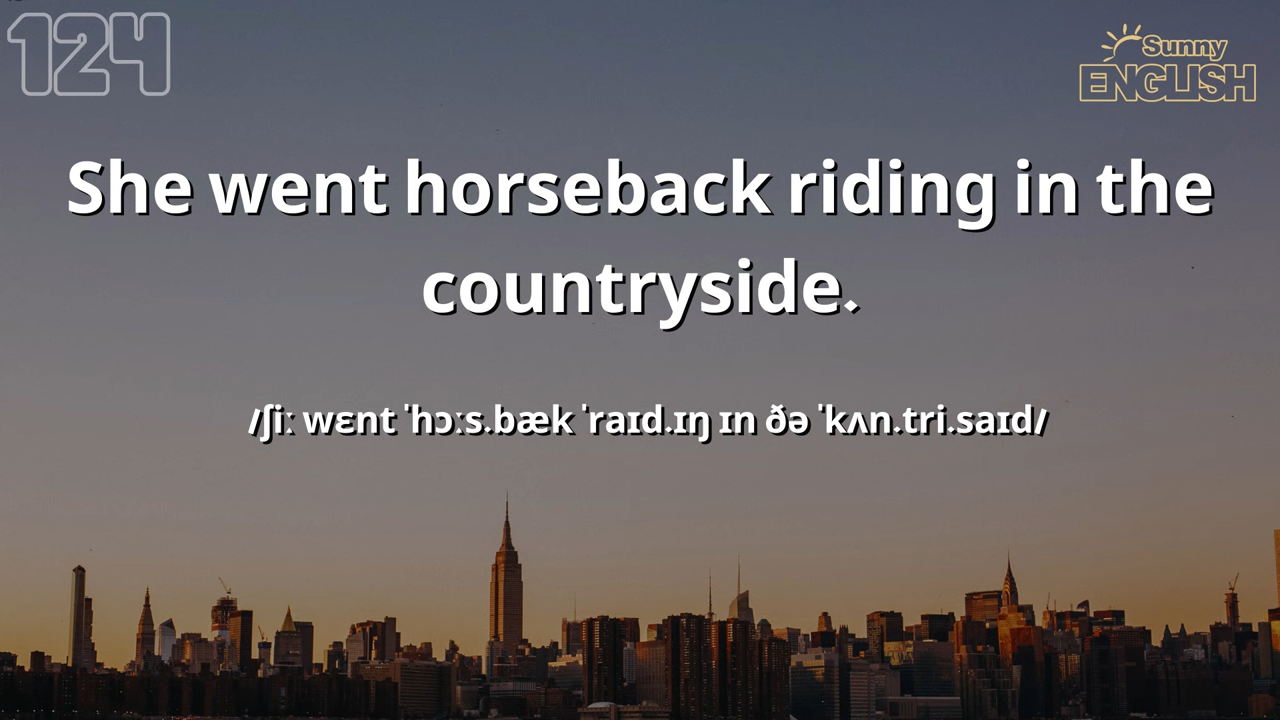 124
Sunny
ENGLISH
She went horseback riding in the
countryside.
/ʃiː wɛnt ˈhɔːs.bæk ˈraɪd.ɪŋ ɪn ðə ˈkʌn.tri.saɪd/